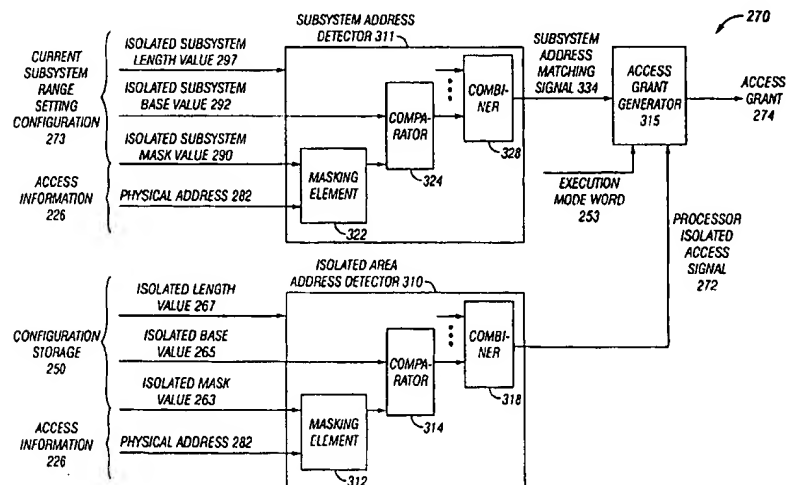 270
SUBSYSTEM ADDRESS
DETECTOR 311
CURRENT
SUBSYSTEM
RANGE
SETTING
CONFIGURATION
273
ISOLATED SUBSYSTEM
LENGTH VALUE 297
ISOLATED SUBSYSTEM
BASE VALUE 292
ISOLATED SUBSYSTEM
MASK VALUE 290
ACCESS
INFORMATION
226
PHYSICAL ADDRESS 282
MASKING
ELEMENT
322
COMPA-
RATOR
324
COMBI-
NER
328
SUBSYSTEM
ADDRESS
MATCHING
SIGNAL 334
ACCESS
GRANT
GENERATOR
315
ACCESS
GRANT
274
EXECUTION
MODE WORD
253
PROCESSOR
ISOLATED
ACCESS
SIGNAL
272
ISOLATED AREA
ADDRESS DETECTOR 310
CONFIGURATION
STORAGE
250
ISOLATED LENGTH
VALUE 267
ISOLATED BASE
VALUE 265
ISOLATED MASK
VALUE 263
ACCESS
INFORMATION
226
PHYSICAL ADDRESS 282
MASKING
ELEMENT
312
COMPA-
RATOR
314
COMBI-
NER
318